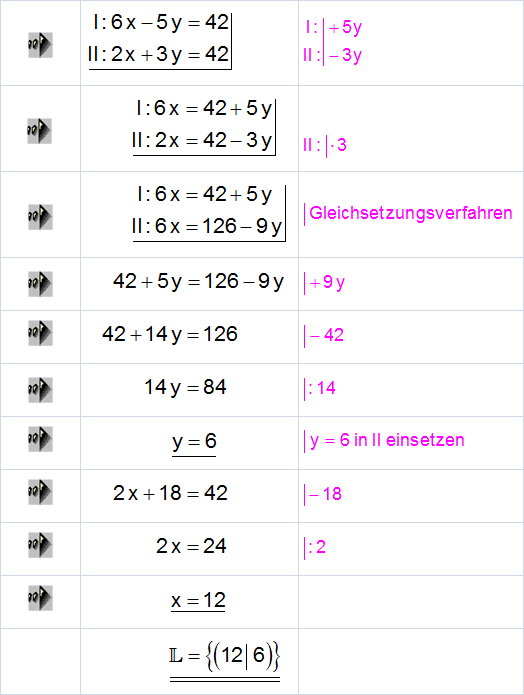 I: 6x − 5y = 42 I: | + 5y
II: 2x + 3y = 42 II: | − 3y
I: 6x = 42 + 5y
II: 2x = 42 − 3y II: | · 3
I: 6x = 42 + 5y
II: 6x = 126 − 9y | Gleichsetzungsverfahren
42 + 5y = 126 − 9y | + 9y
42 + 14y = 126 | − 42
14y = 84 | : 14
y = 6 | y = 6 in II einsetzen
2x + 18 = 42 | − 18
2x = 24 | : 2
x = 12
𝕃 = {(12 | 6)}